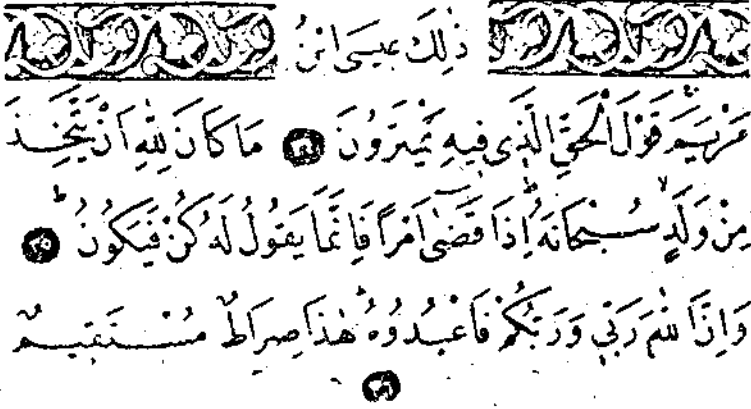 ذٰلِكَ عٖيسَى ابْنُ
مَرْيَمَۚ قَوْلَ الْحَقِّ الَّذٖى فٖيهِ يَمْتَرُونَ ﴿٣٤﴾ مَا كَانَ لِلّٰهِ اَنْ يَتَّخِذَ
مِنْ وَلَدٍۙ سُبْحَانَهُؕ اِذَا قَضٰٓى اَمْرًا فَاِنَّمَا يَقُولُ لَهُ كُنْ فَيَكُونُؕ ﴿٣٥﴾
وَاِنَّ اللّٰهَ رَبّٖى وَرَبُّكُمْ فَاعْبُدُوهُؕ هٰذَا صِرَاطٌ مُسْتَقٖيمٌ
﴿٣٦﴾